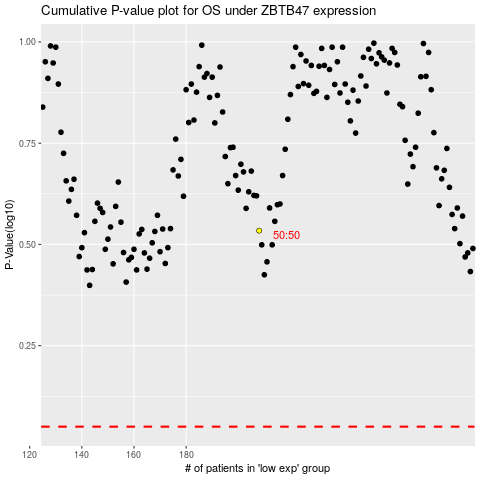 Cumulative P-value plot for OS under ZBTB47 expression
P-Value(log10)
1.00
0.75
0.50
0.25
50:50
120 140 160 180
# of patients in 'low exp' group